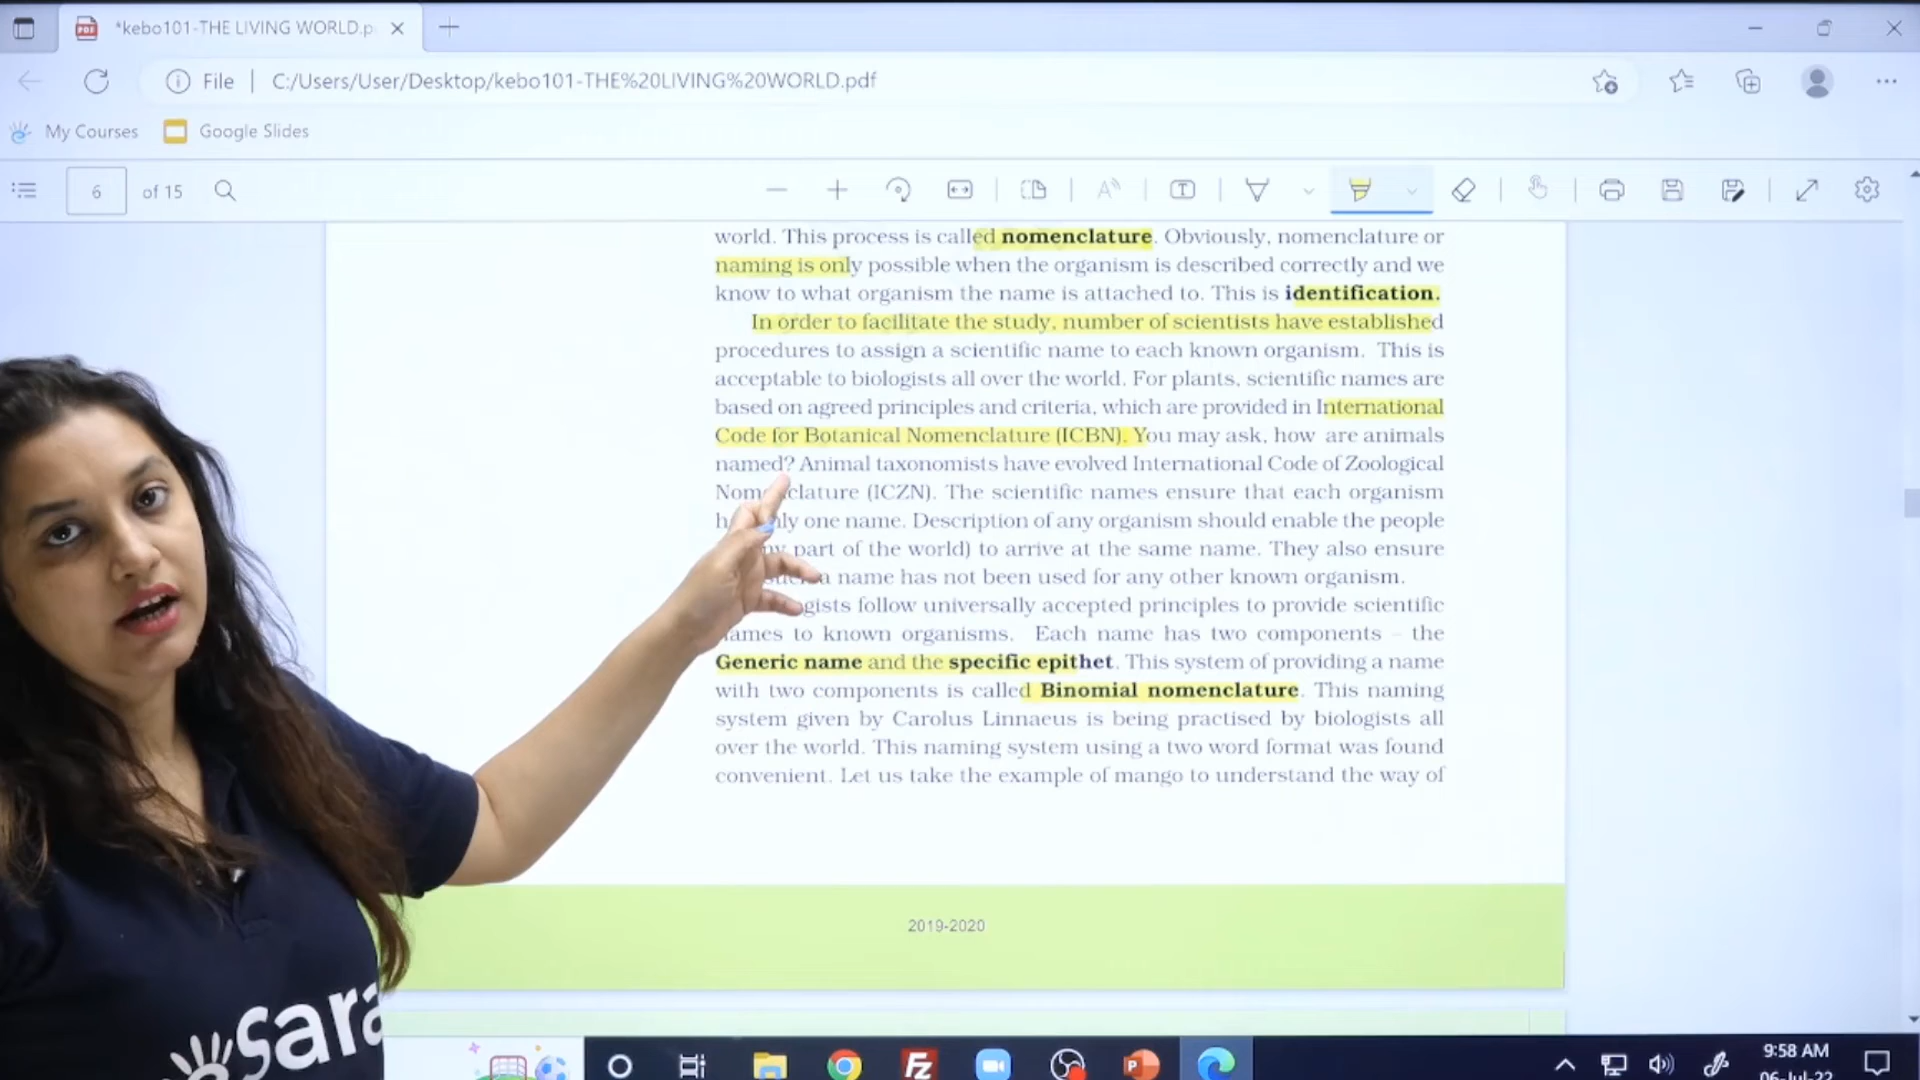 *kebo101-THE LIVING WORLD.p
File
C:/Users/User/Desktop/kebo101-THE%20LIVING%20WORLD.pdf
My Courses
Google Slides
6 of 15
world. This process is called nomenclature. Obviously, nomenclature or
naming is only possible when the organism is described correctly and we
know to what organism the name is attached to. This is identification.
In order to facilitate the study, number of scientists have established
procedures to assign a scientific name to each known organism. This is
acceptable to biologists all over the world. For plants, scientific names are
based on agreed principles and criteria, which are provided in International
Code for Botanical Nomenclature (ICBN). You may ask, how are animals
named? Animal taxonomists have evolved International Code of Zoological
Nom clature (ICZN). The scientific names ensure that each organism
one name. Description of any organism should enable the people
part of the world) to arrive at the same name. They also ensure
a name has not been used for any other known organism.
gists follow universally accepted principles to provide scientific
names to known organisms. Each name has two components – the
Generic name and the specific epithet. This system of providing a name
with two components is called Binomial nomenclature. This naming
system given by Carolus Linnaeus is being practised by biologists all
over the world. This naming system using a two word format was found
convenient. Let us take the example of mango to understand the way of
2019-2020
Sara
9:58 AM
06-Jul-22